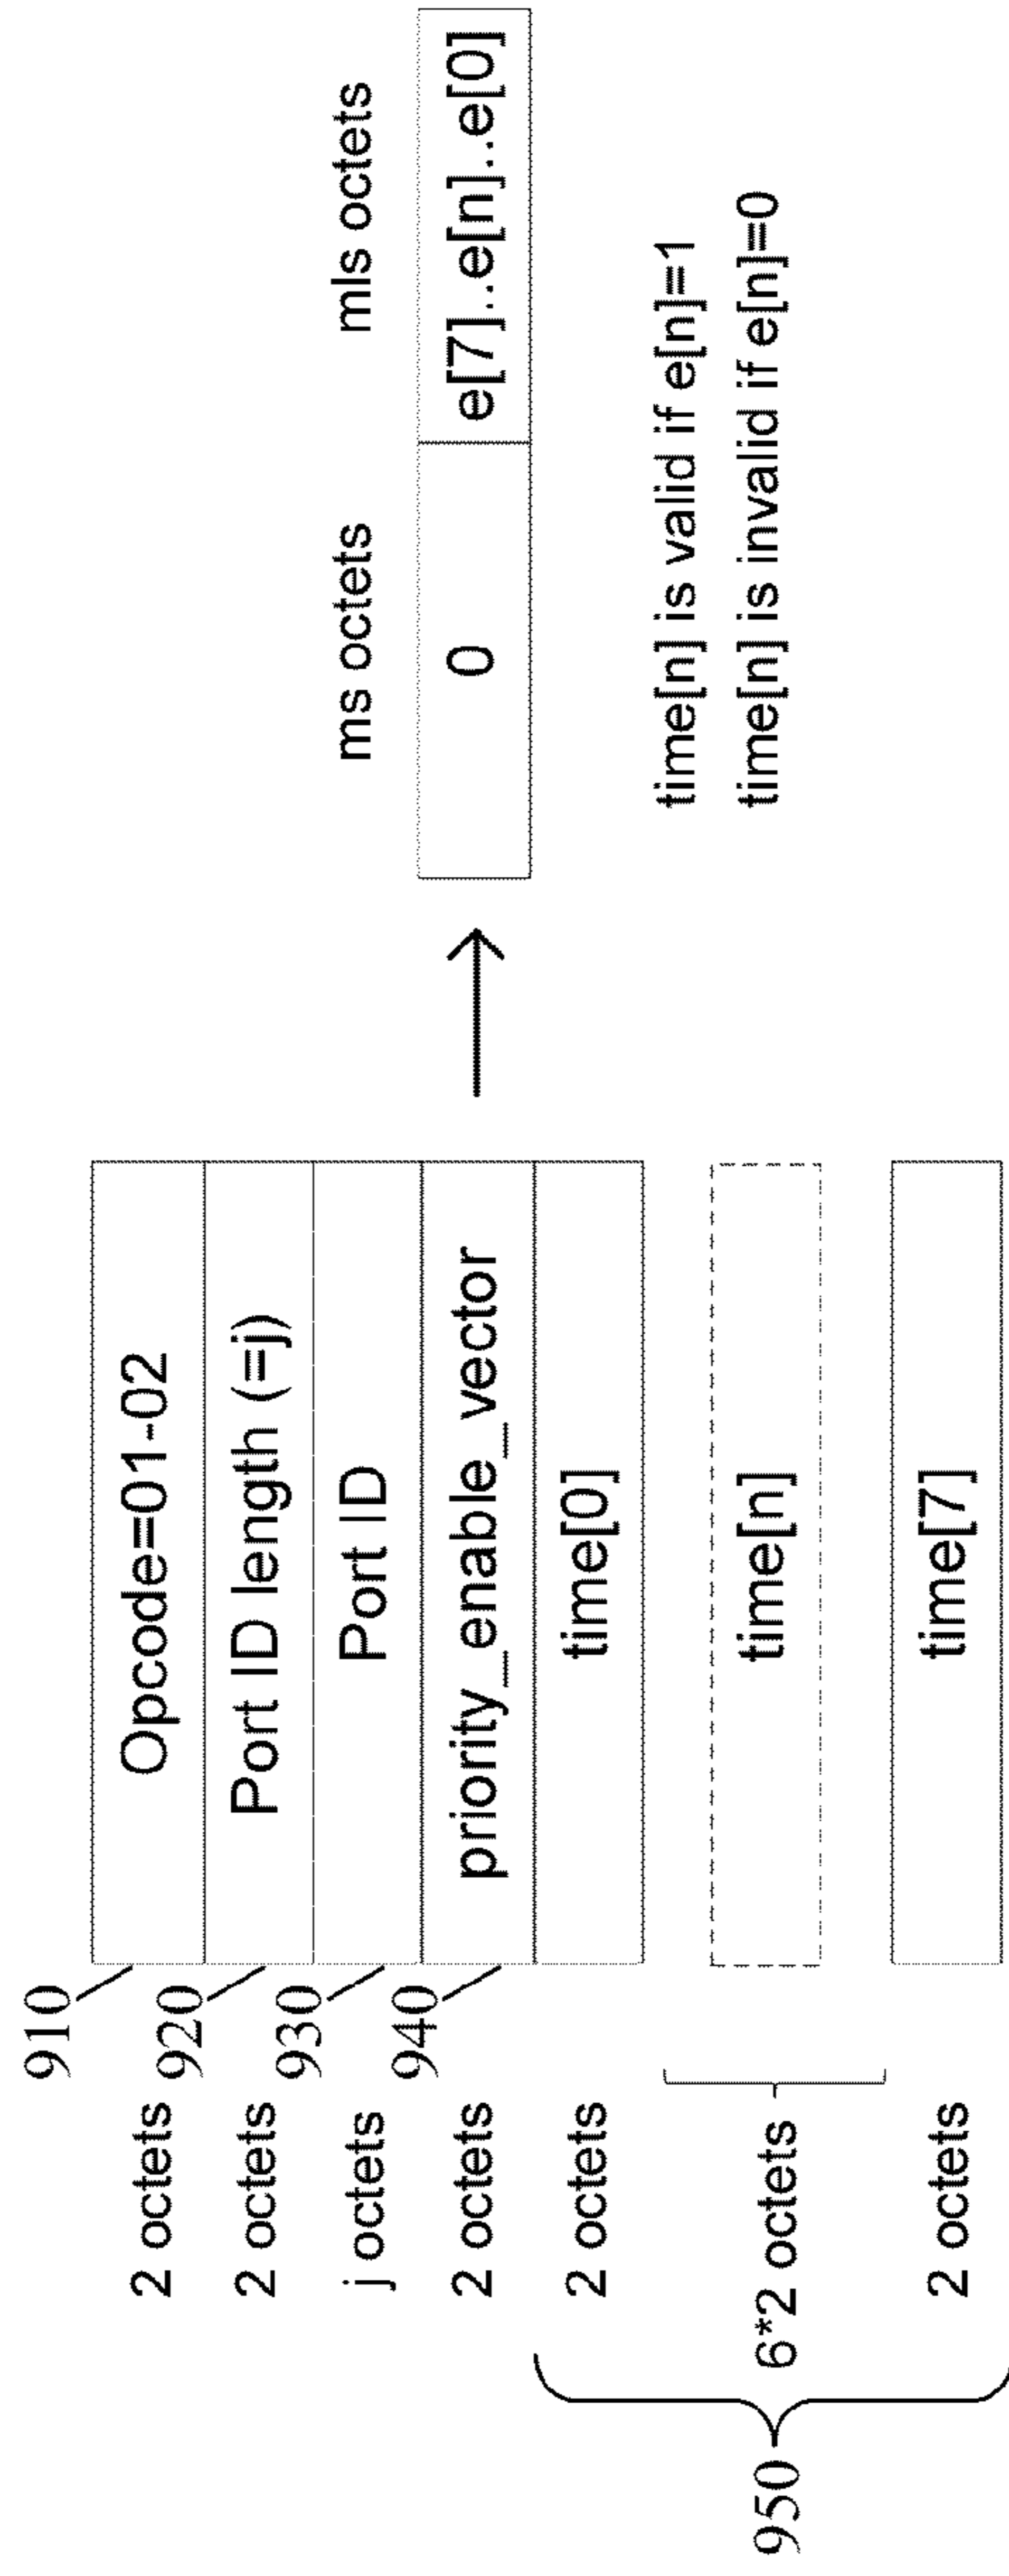 910
2 octets
Opcode=01-02
920
2 octets
Port ID length (=j)
930
j octets
Port ID
940
2 octets
priority_enable_vector
2 octets
time[0]
950
6*2 octets
time[n]
2 octets
time[7]
ms octets
mls octets
0
e[7]..e[n]..e[0]
time[n] is valid if e[n]=1
time[n] is invalid if e[n]=0